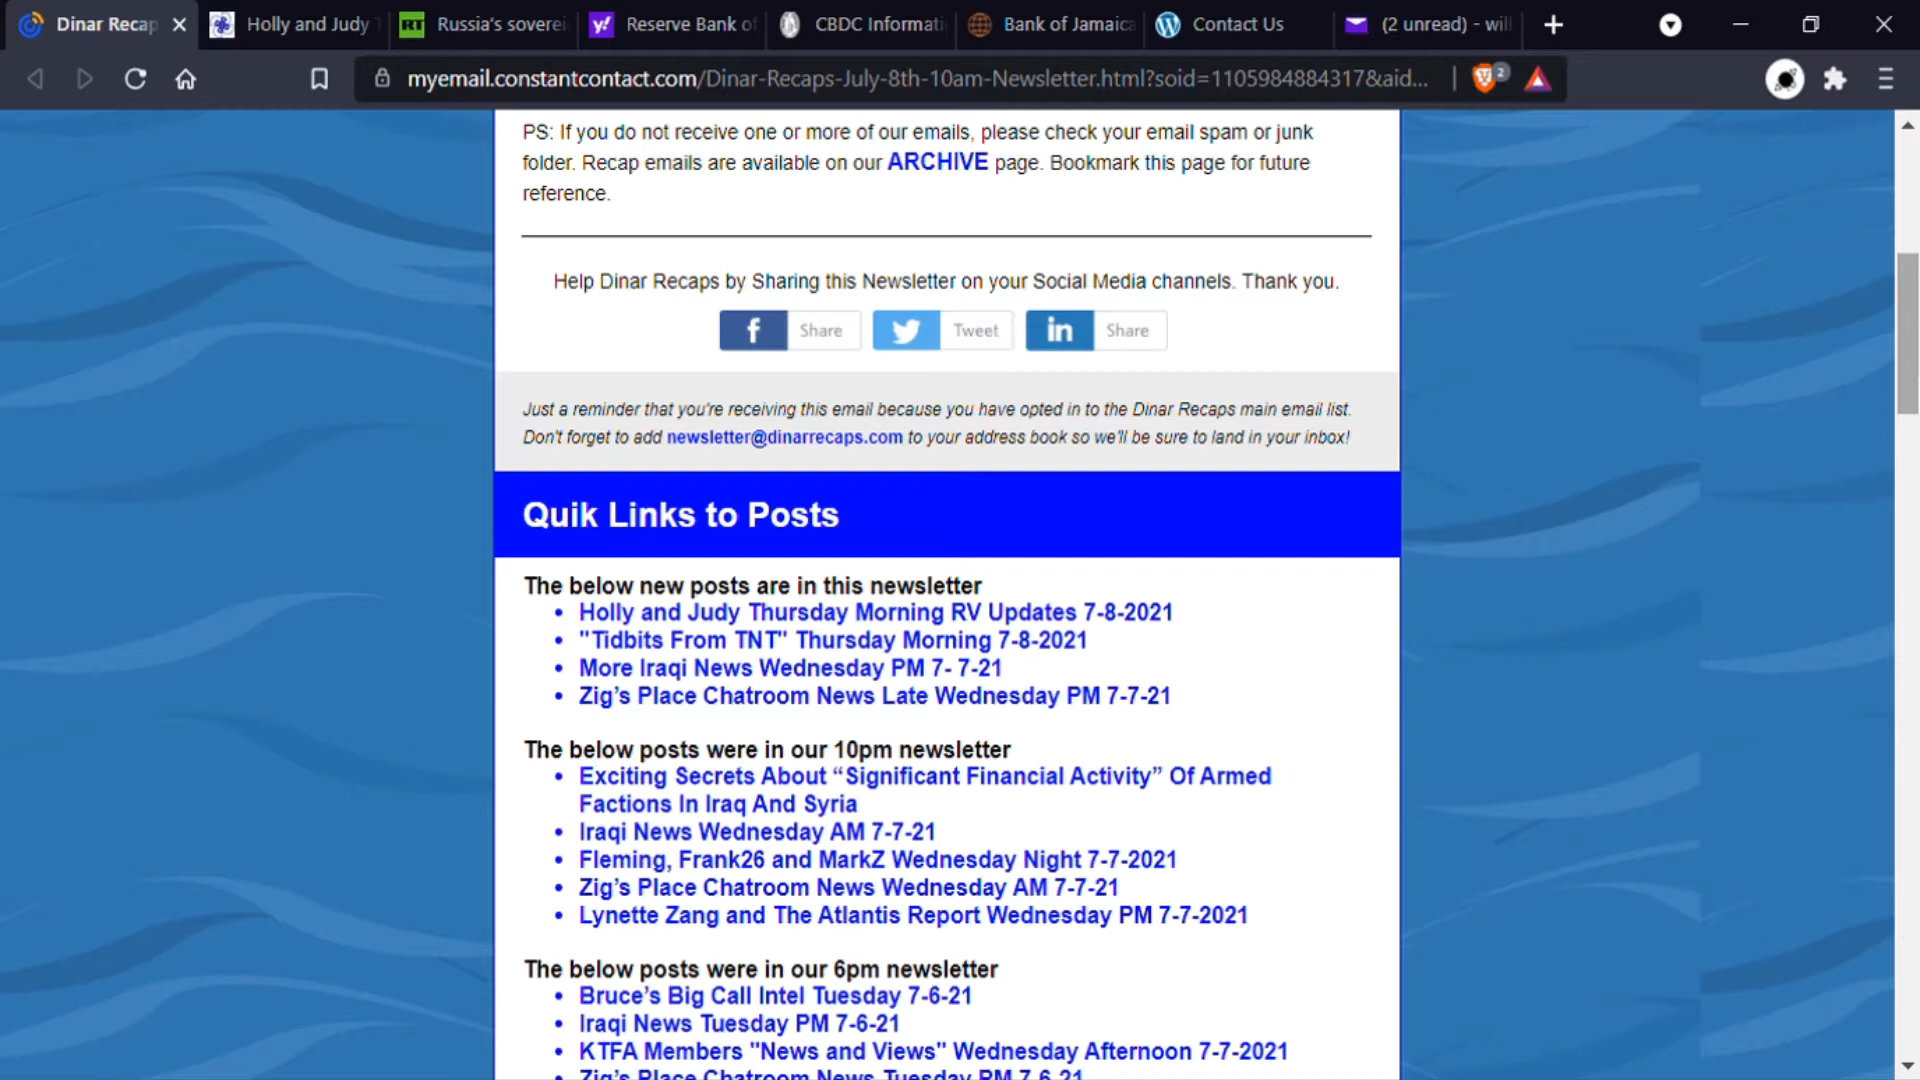 Dinar Recap
Holly and Judy T
Russia's soverei
Reserve Bank of
CBDC Informati
Bank of Jamaica
Contact Us
(2 unread) - will
myemail.constantcontact.com/Dinar-Recaps-July-8th-10am-Newsletter.html?soid=1105984884317&aid...
2
PS: If you do not receive one or more of our emails, please check your email spam or junk
folder. Recap emails are available on our ARCHIVE page. Bookmark this page for future
reference.
Help Dinar Recaps by Sharing this Newsletter on your Social Media channels. Thank you.
f Share
Tweet
in Share
Just a reminder that you're receiving this email because you have opted in to the Dinar Recaps main email list.
Don't forget to add newsletter@dinarrecaps.com to your address book so we'll be sure to land in your inbox!
Quik Links to Posts
The below new posts are in this newsletter
• Holly and Judy Thursday Morning RV Updates 7-8-2021
• "Tidbits From TNT" Thursday Morning 7-8-2021
• More Iraqi News Wednesday PM 7- 7-21
• Zig's Place Chatroom News Late Wednesday PM 7-7-21
The below posts were in our 10pm newsletter
• Exciting Secrets About “Significant Financial Activity” Of Armed
Factions In Iraq And Syria
• Iraqi News Wednesday AM 7-7-21
• Fleming, Frank26 and MarkZ Wednesday Night 7-7-2021
• Zig's Place Chatroom News Wednesday AM 7-7-21
• Lynette Zang and The Atlantis Report Wednesday PM 7-7-2021
The below posts were in our 6pm newsletter
• Bruce's Big Call Intel Tuesday 7-6-21
• Iraqi News Tuesday PM 7-6-21
• KTFA Members "News and Views" Wednesday Afternoon 7-7-2021
Zig's Place Chatroom News Tuesday PM 7-6-21